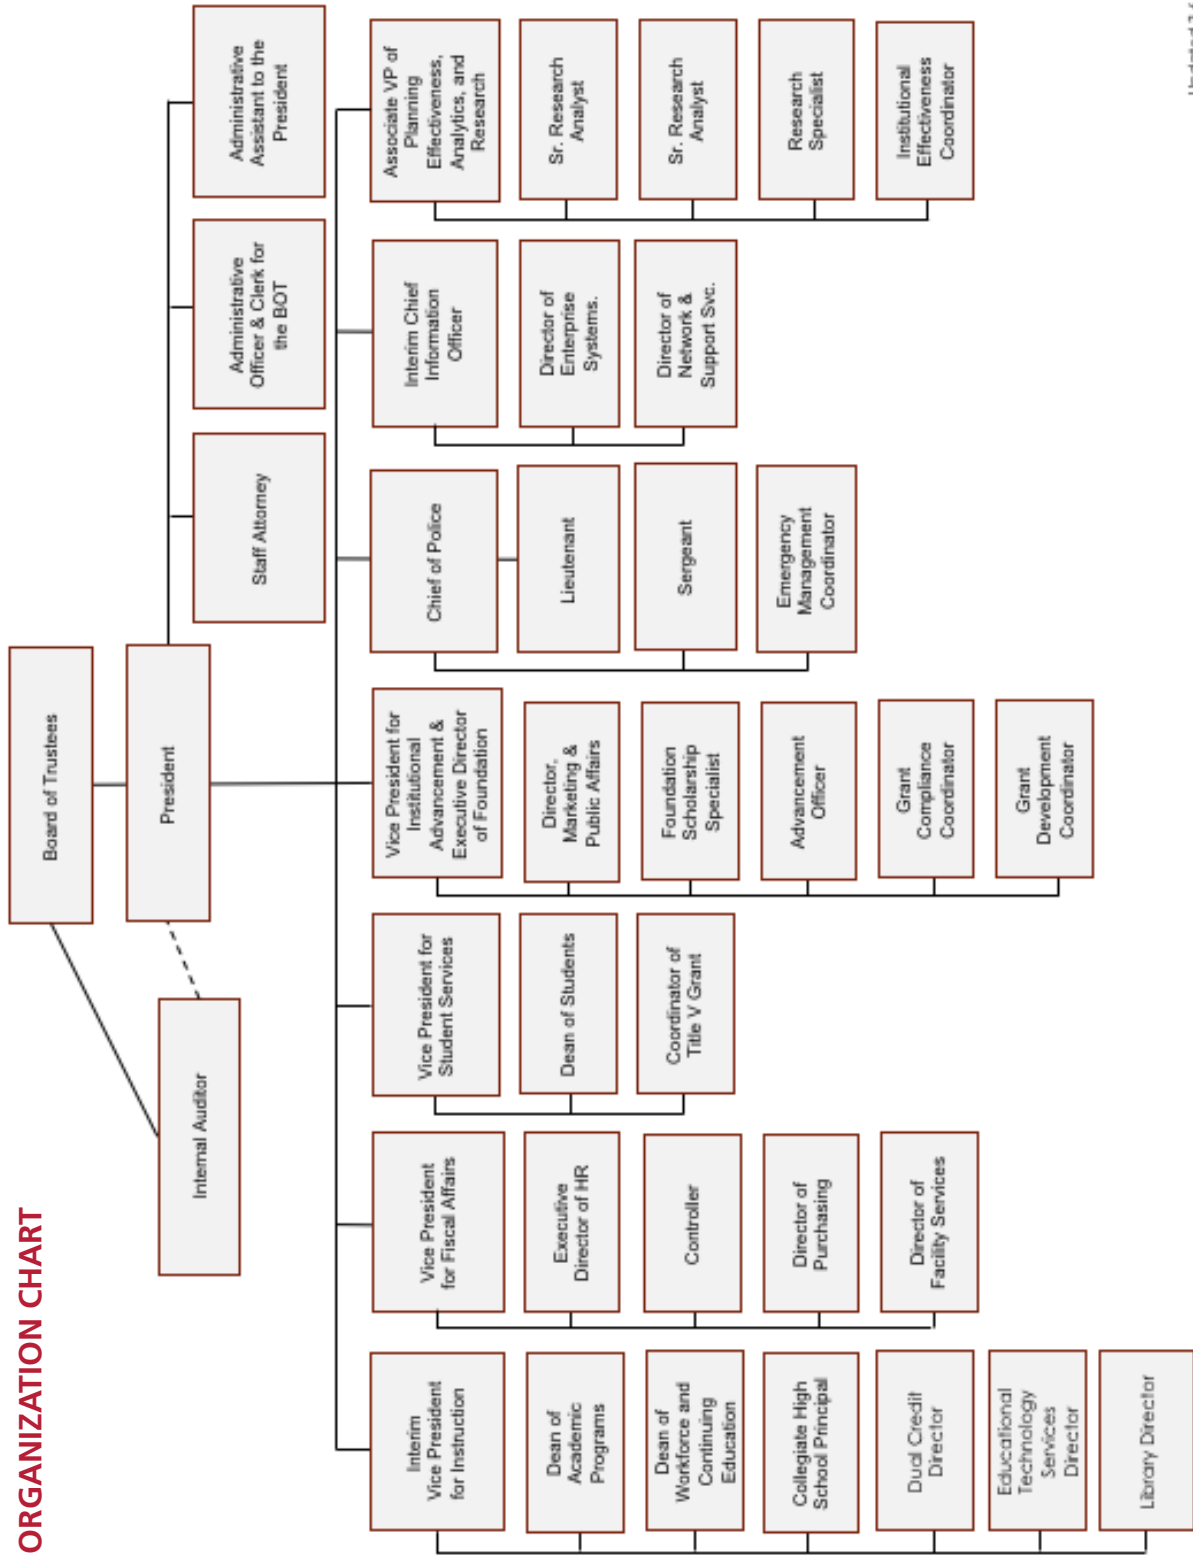 ORGANIZATION CHART
Board of Trustees
President
Internal Auditor
Staff Attorney
Administrative
Officer & Clerk for
the BOT
Administrative
Assistant to the
President
Interim
Vice President
for Instruction
Dean of
Academic
Programs
Dean of
Workforce and
Continuing
Education
Collegiate High
School Principal
Dual Credit
Director
Educational
Technology
Services
Director
Library Director
Vice President
for Fiscal Affairs
Executive
Director of HR
Controller
Director of
Purchasing
Director of
Facility Services
Vice President for
Student Services
Dean of Students
Coordinator of
Title V Grant
Vice President for
Institutional
Advancement &
Executive Director
of Foundation
Director,
Marketing &
Public Affairs
Foundation
Scholarship
Specialist
Advancement
Officer
Grant
Compliance
Coordinator
Grant
Development
Coordinator
Chief of Police
Lieutenant
Sergeant
Emergency
Management
Coordinator
Interim Chief
Information
Officer
Director of
Enterprise
Systems.
Director of
Network &
Support Svc.
Associate VP of
Planning
Effectiveness,
Analytics, and
Research
Sr. Research
Analyst
Sr. Research
Analyst
Research
Specialist
Institutional
Effectiveness
Coordinator